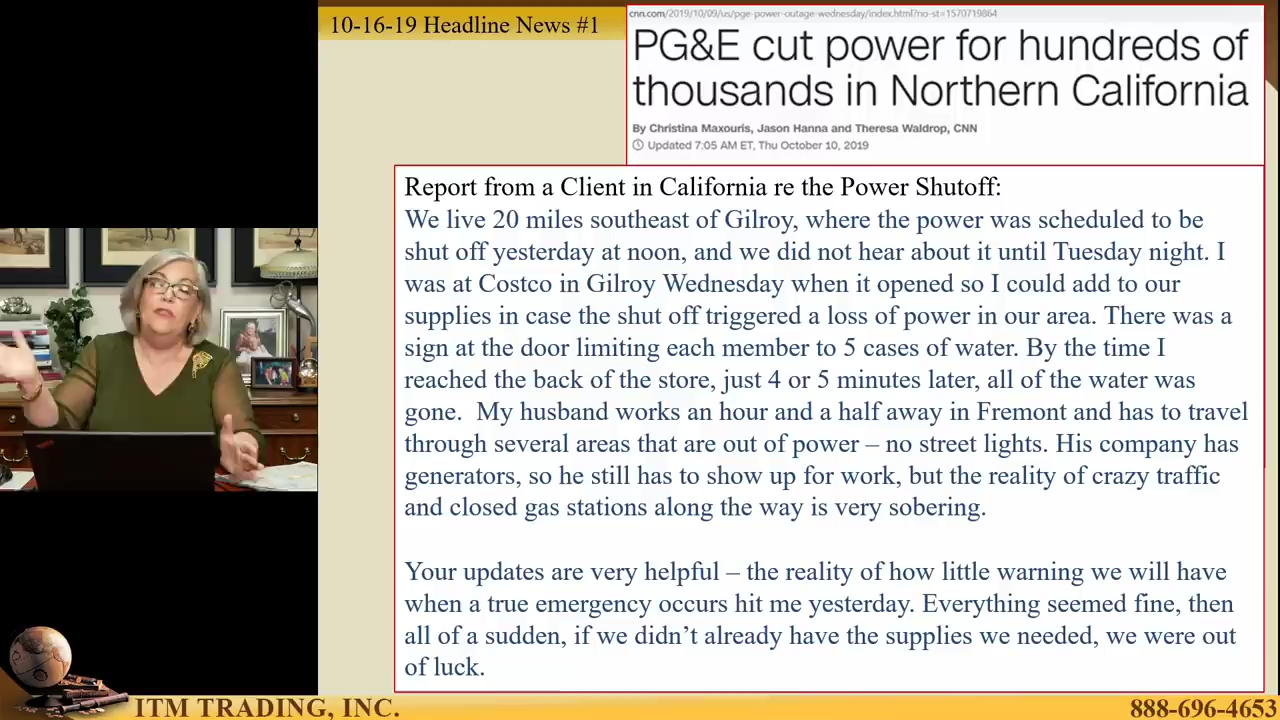 10-16-19 Headline News #1
cnn.com/2019/10/09/us/pge-power-outage-wednesday/index.html?no-st=1570719864
PG&E cut power for hundreds of
thousands in Northern California
By Christina Maxouris, Jason Hanna and Theresa Waldrop, CNN
Updated 7:05 AM ET, Thu October 10, 2019
Report from a Client in California re the Power Shutoff:
We live 20 miles southeast of Gilroy, where the power was scheduled to be
shut off yesterday at noon, and we did not hear about it until Tuesday night. I
was at Costco in Gilroy Wednesday when it opened so I could add to our
supplies in case the shut off triggered a loss of power in our area. There was a
sign at the door limiting each member to 5 cases of water. By the time I
reached the back of the store, just 4 or 5 minutes later, all of the water was
gone.  My husband works an hour and a half away in Fremont and has to travel
through several areas that are out of power – no street lights. His company has
generators, so he still has to show up for work, but the reality of crazy traffic
and closed gas stations along the way is very sobering.
Your updates are very helpful – the reality of how little warning we will have
when a true emergency occurs hit me yesterday. Everything seemed fine, then
all of a sudden, if we didn’t already have the supplies we needed, we were out
of luck.
ITM TRADING, INC.
888-696-4653